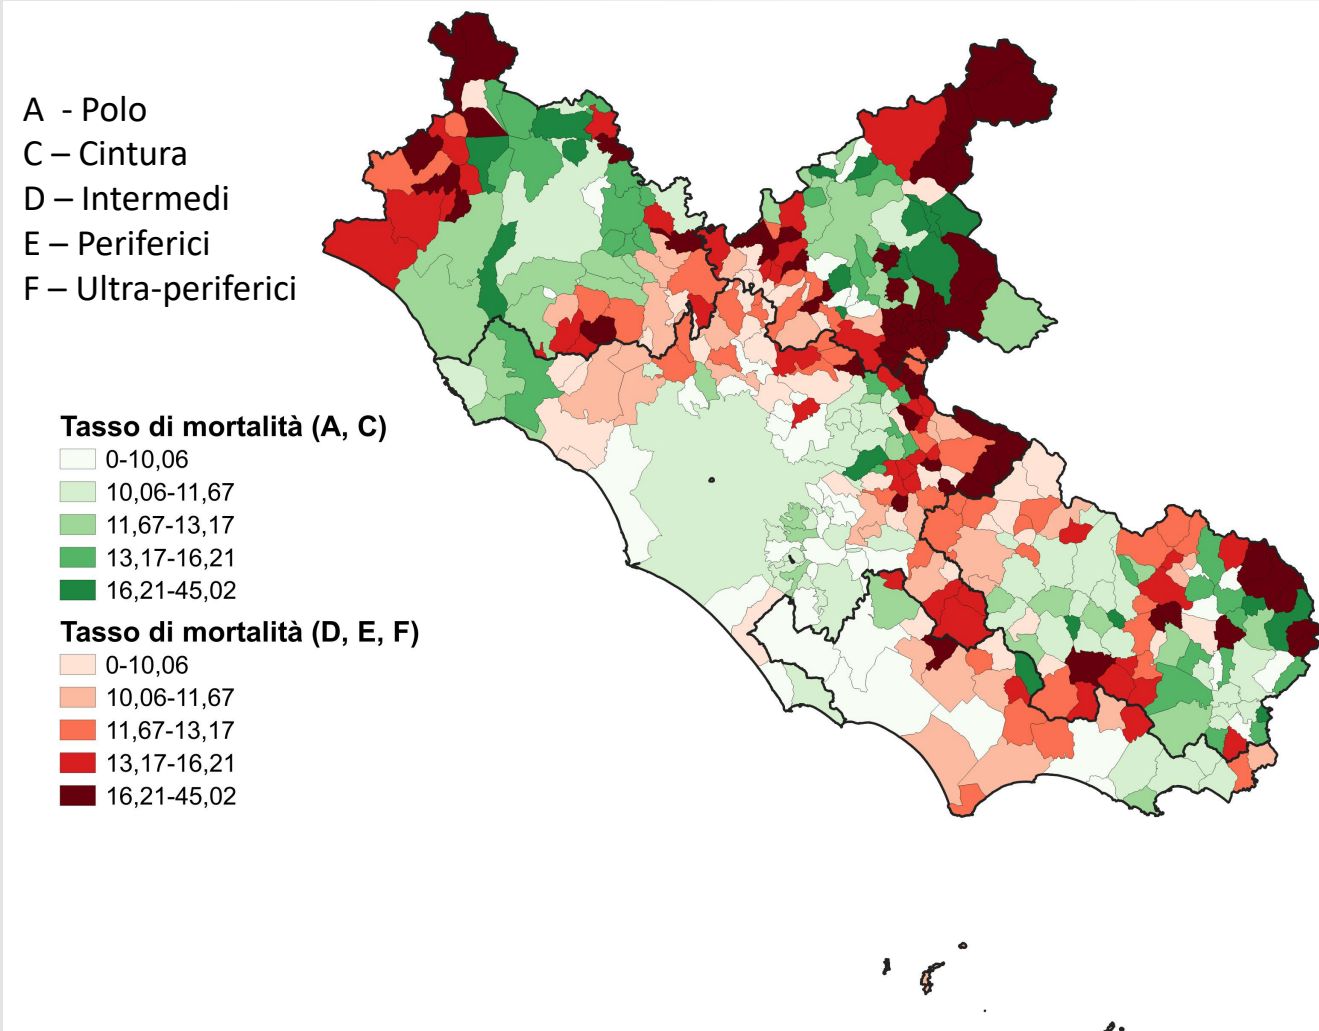 A - Polo
C – Cintura
D – Intermedi
E – Periferici
F – Ultra-periferici
Tasso di mortalità (A, C)
0-10,06
10,06-11,67
11,67-13,17
13,17-16,21
16,21-45,02
Tasso di mortalità (D, E, F)
0-10,06
10,06-11,67
11,67-13,17
13,17-16,21
16,21-45,02